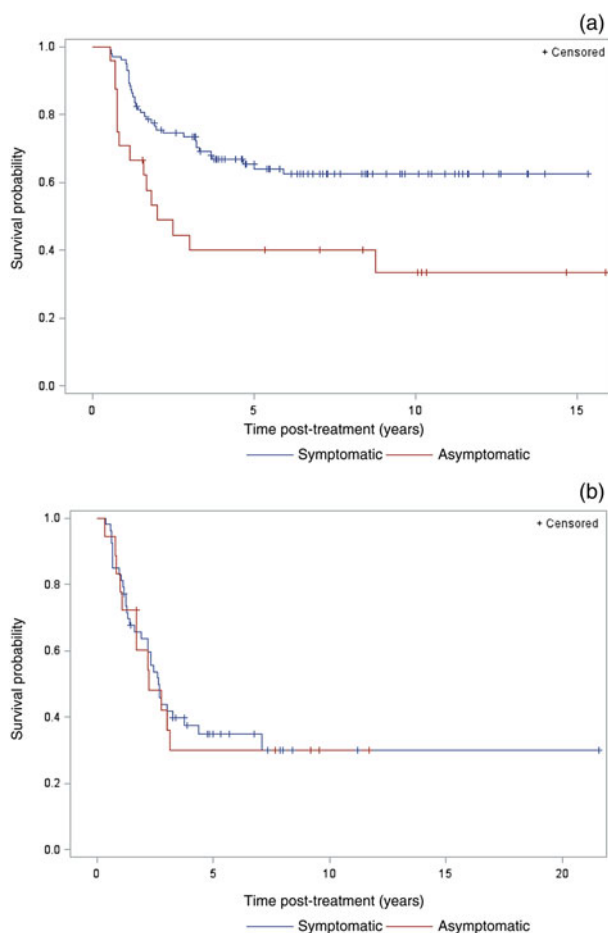 (a)
+ Censored
1.0
0.8
0.6
0.4
0.2
0.0
Survival probability
0 5 10 15
Time post-treatment (years)
Symptomatic Asymptomatic
(b)
+ Censored
1.0
0.8
0.6
0.4
0.2
0.0
Survival probability
0 5 10 15 20
Time post-treatment (years)
Symptomatic Asymptomatic